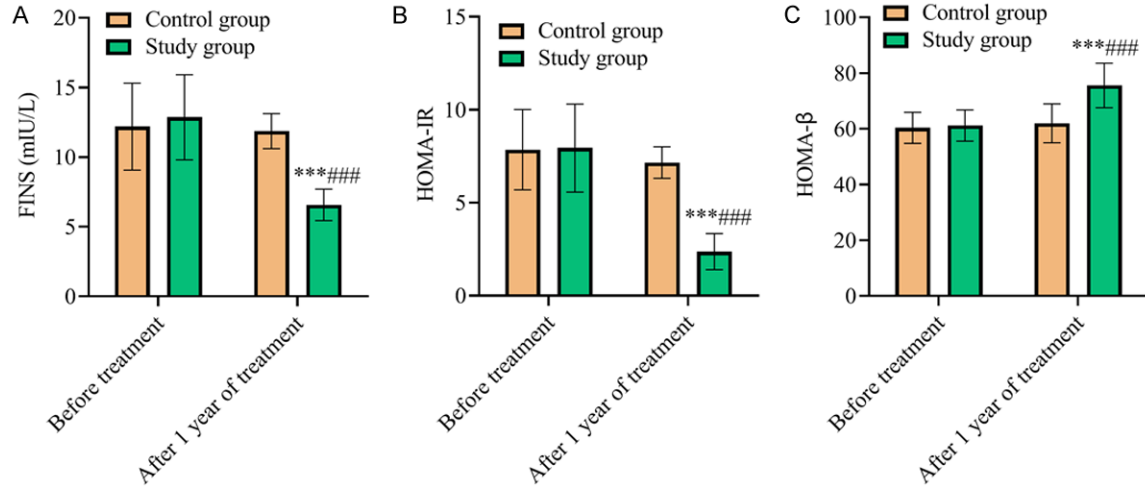 A
Control group
Study group
FINS (mIU/L)
20
15
10
5
0
***###
Before treatment
After 1 year of treatment
B
Control group
Study group
HOMA-IR
15
10
5
0
***###
Before treatment
After 1 year of treatment
C
Control group
Study group
HOMA-β
100
80
60
40
20
0
***###
Before treatment
After 1 year of treatment